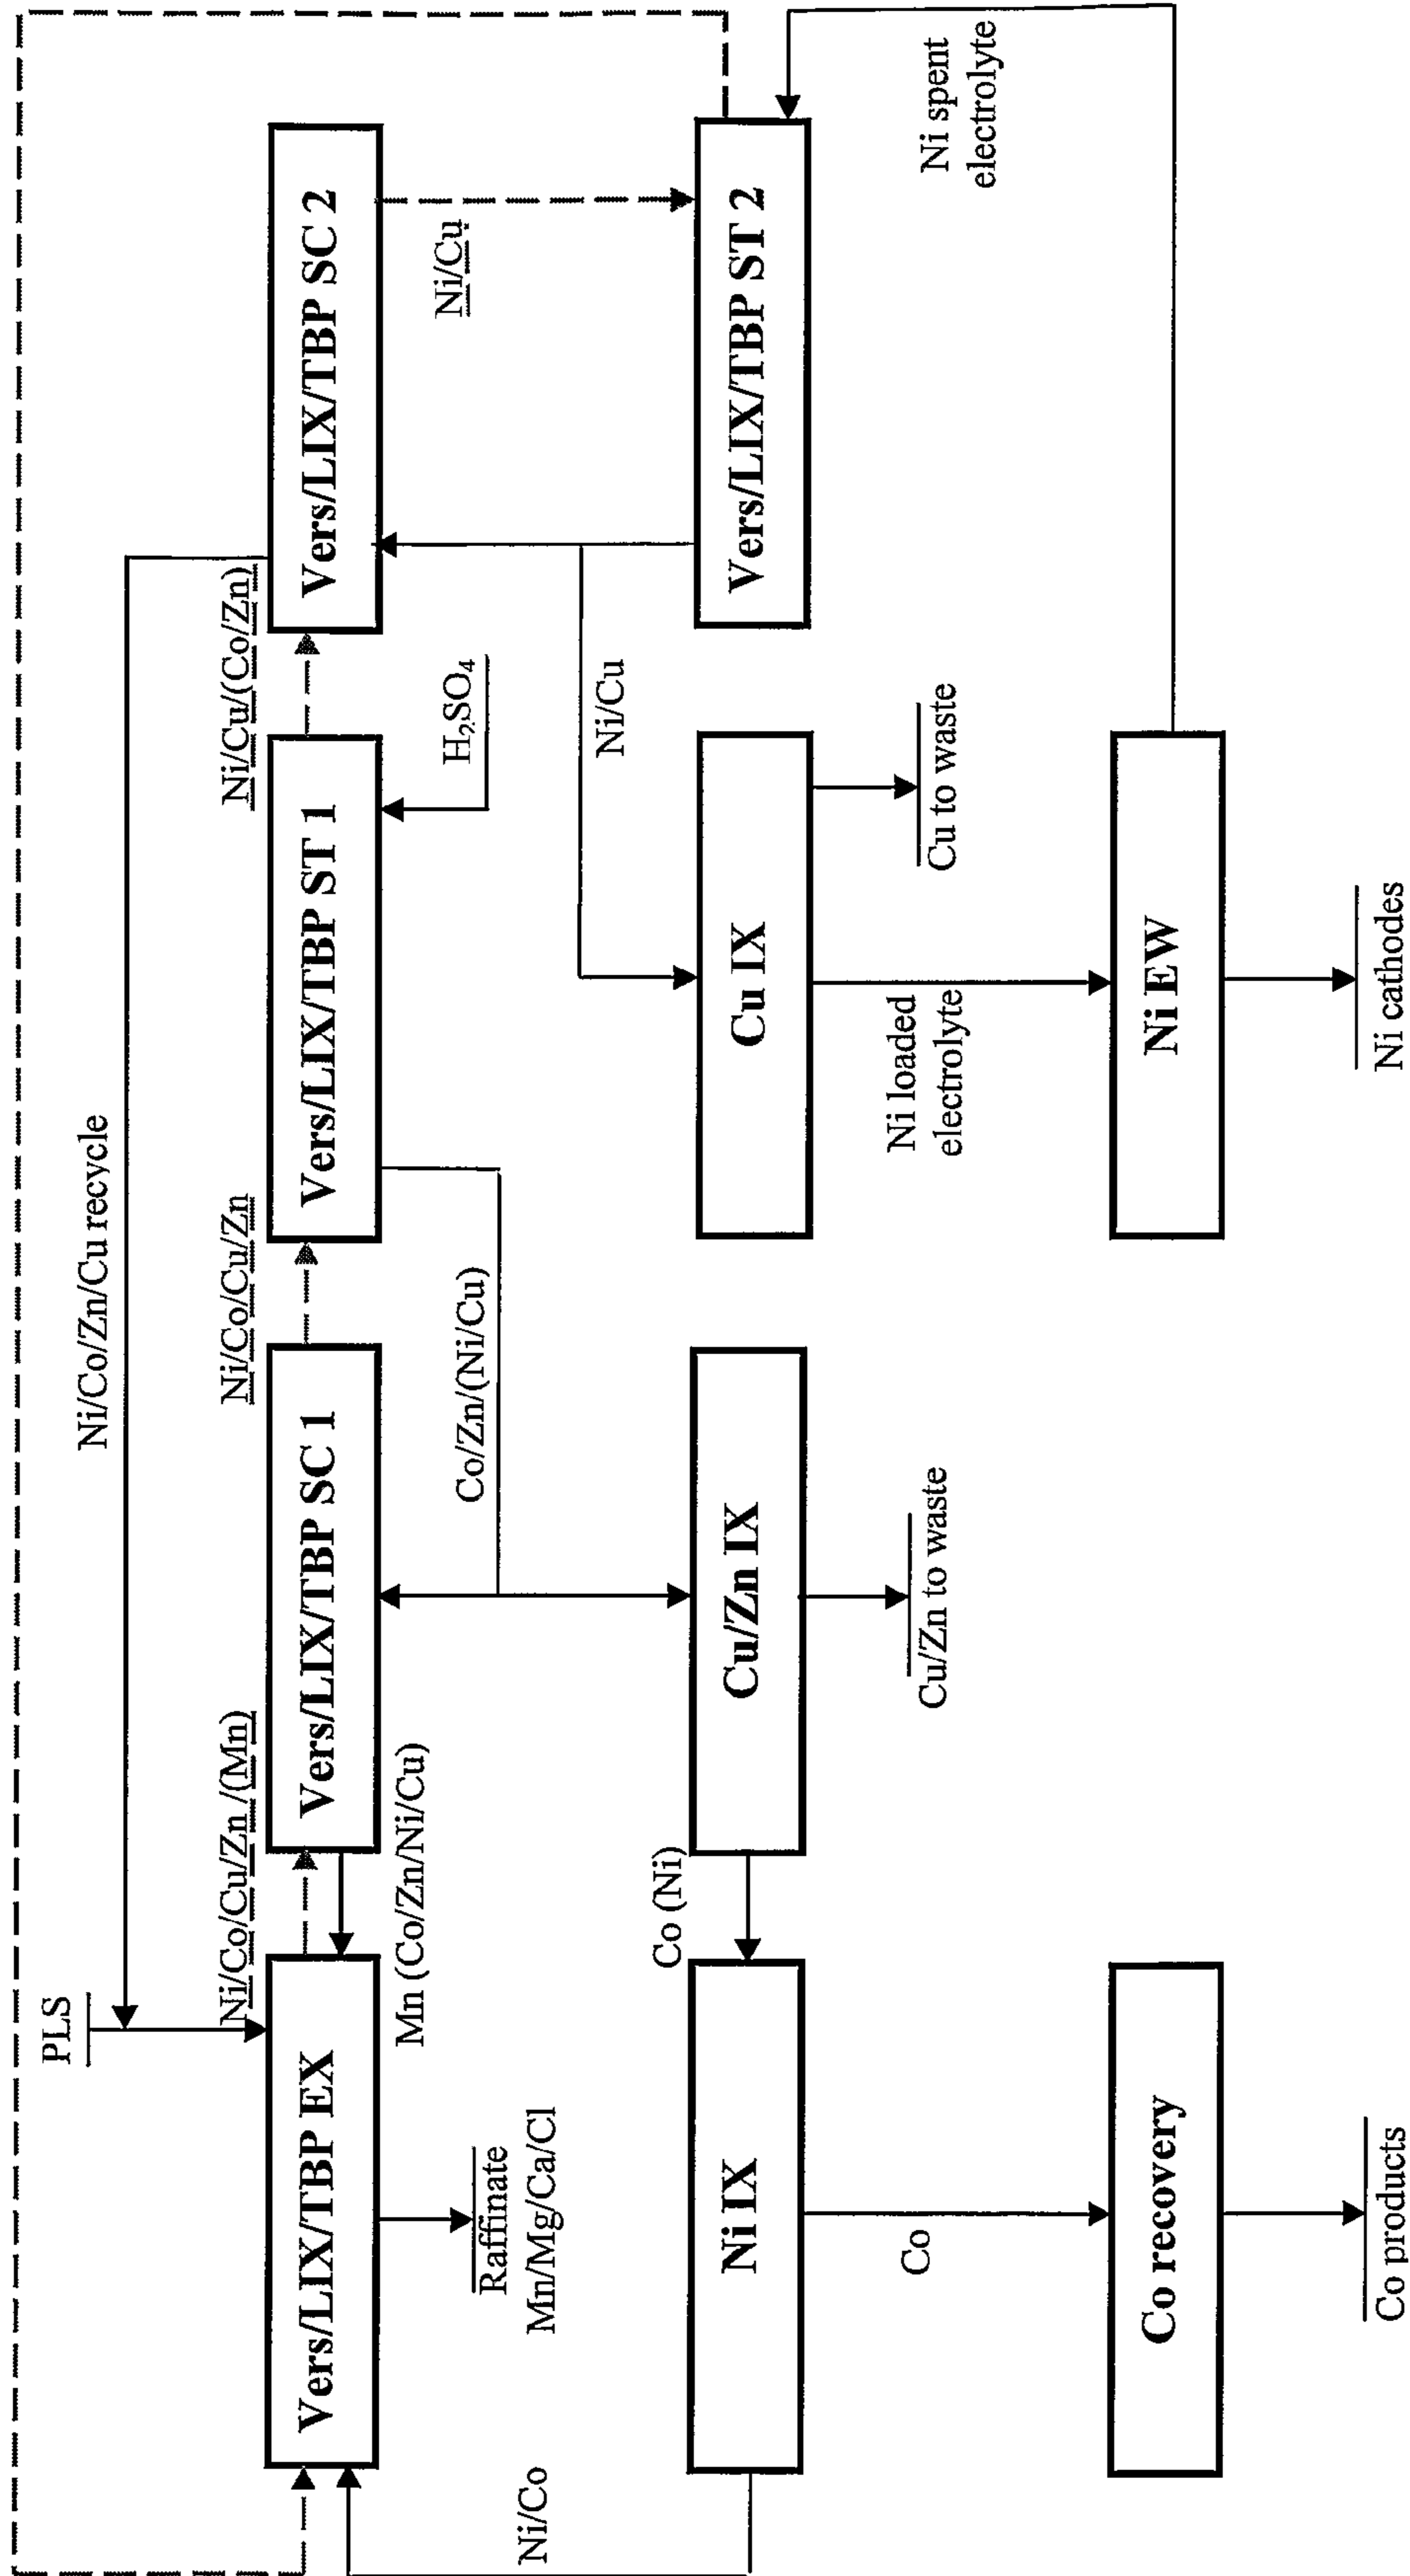 Ni/Co/Zn/Cu recycle
PLS
Ni/Co/Cu/Zn /(Mn)
Ni/Co/Cu/Zn
Ni/Cu/(Co/Zn)
Vers/LIX/TBP EX
Vers/LIX/TBP SC 1
Vers/LIX/TBP ST 1
Vers/LIX/TBP SC 2
Mn (Co/Zn/Ni/Cu)
Co/Zn/(Ni/Cu)
H₂SO₄
Ni/Cu
Raffinate
Mn/Mg/Ca/Cl
Ni/Co
Ni/Cu
Co (Ni)
Ni IX
Cu/Zn IX
Cu IX
Vers/LIX/TBP ST 2
Co
Cu/Zn to waste
Ni loaded
electrolyte
Cu to waste
Ni spent
electrolyte
Co recovery
Ni EW
Co products
Ni cathodes